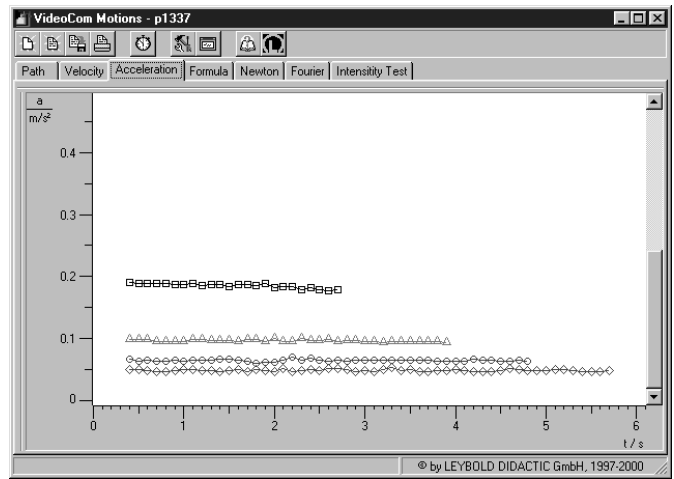 VideoCom Motions - p1337
Path Velocity Acceleration Formula Newton Fourier Intensitity Test
a
m/s²
0.4
0.3
0.2
0.1
0
0 1 2 3 4 5 6
t / s
© by LEYBOLD DIDACTIC GmbH, 1997-2000